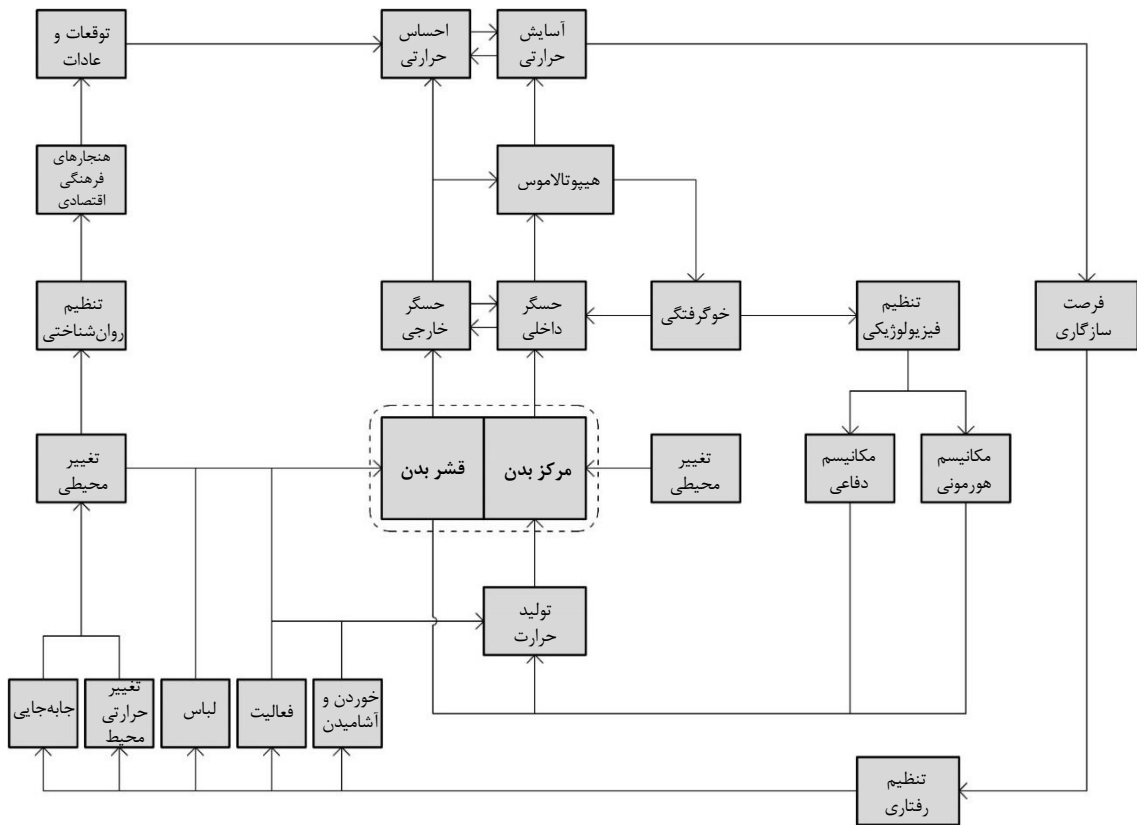 توقعات و
عادات
احساس
حرارتی
آسایش
حرارتی
هنجارهای
فرهنگی
اقتصادی
هیپوتالاموس
تنظیم
روان‌شناختی
حسگر
خارجی
حسگر
داخلی
خوگرفتگی
تنظیم
فیزیولوژیکی
فرصت
سازگاری
تغییر
محیطی
قشر بدن
مرکز بدن
تغییر
محیطی
مکانیسم
دفاعی
مکانیسم
هورمونی
تولید
حرارت
جابه‌جایی
تغییر
حرارتی
محیط
لباس
فعالیت
خوردن و
آشامیدن
تنظیم
رفتاری